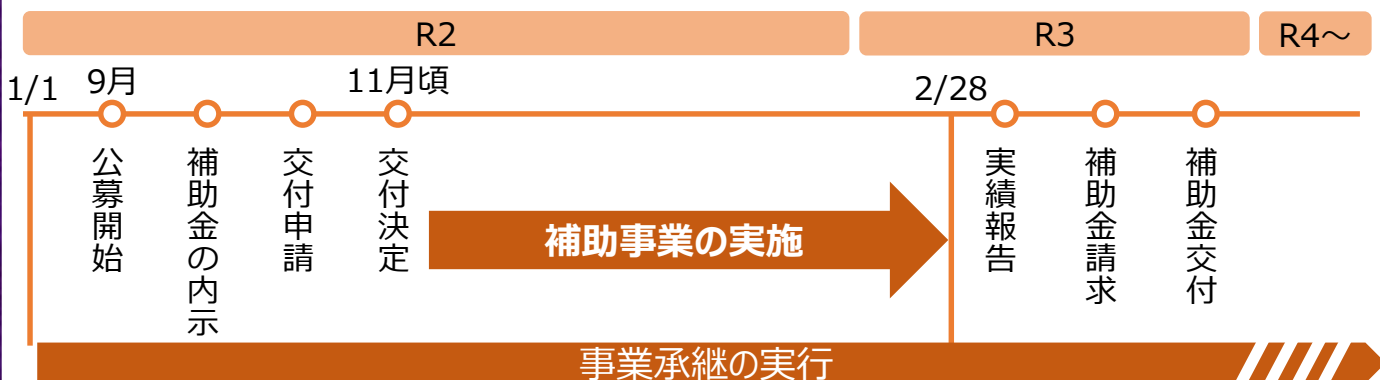 R2
R3
R4～
1/1
9月
11月頃
2/28
公募開始
補助金の内示
交付申請
交付決定
補助事業の実施
実績報告
補助金請求
補助金交付
事業承継の実行